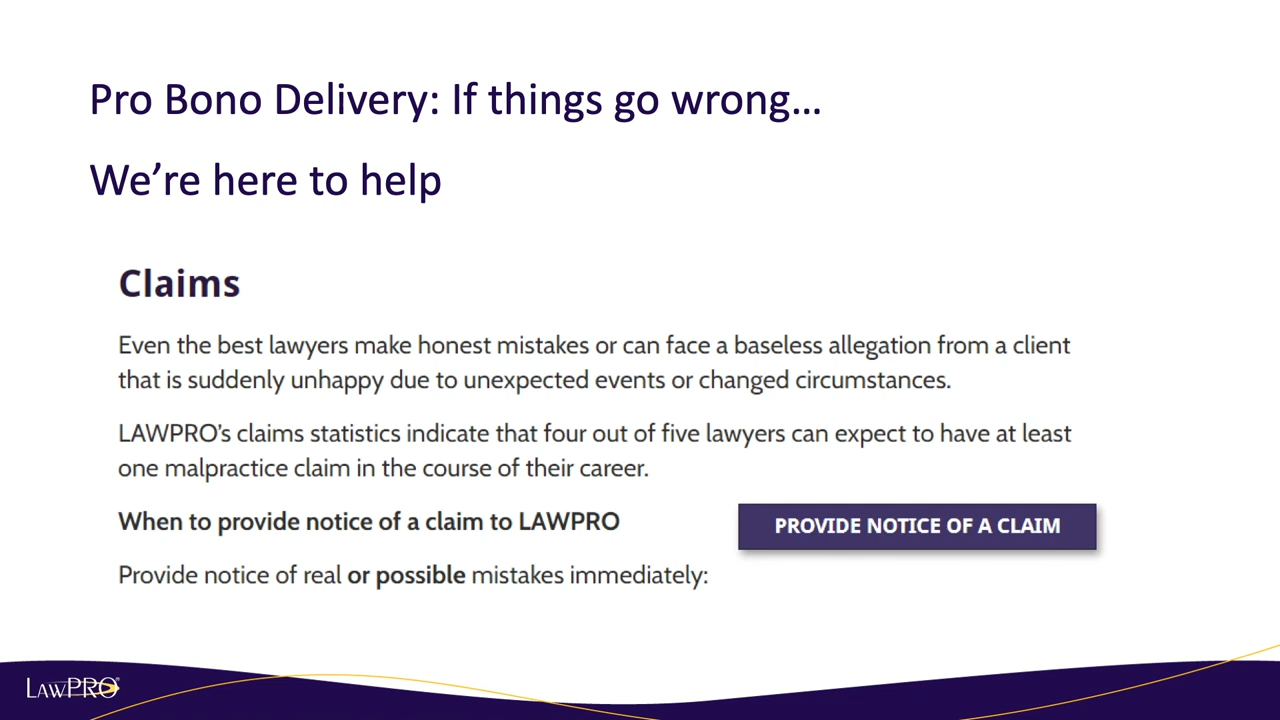 Pro Bono Delivery: If things go wrong...
We’re here to help
Claims
Even the best lawyers make honest mistakes or can face a baseless allegation from a client
that is suddenly unhappy due to unexpected events or changed circumstances.
LAWPRO’s claims statistics indicate that four out of five lawyers can expect to have at least
one malpractice claim in the course of their career.
When to provide notice of a claim to LAWPRO
PROVIDE NOTICE OF A CLAIM
Provide notice of real or possible mistakes immediately:
LAWPRO®